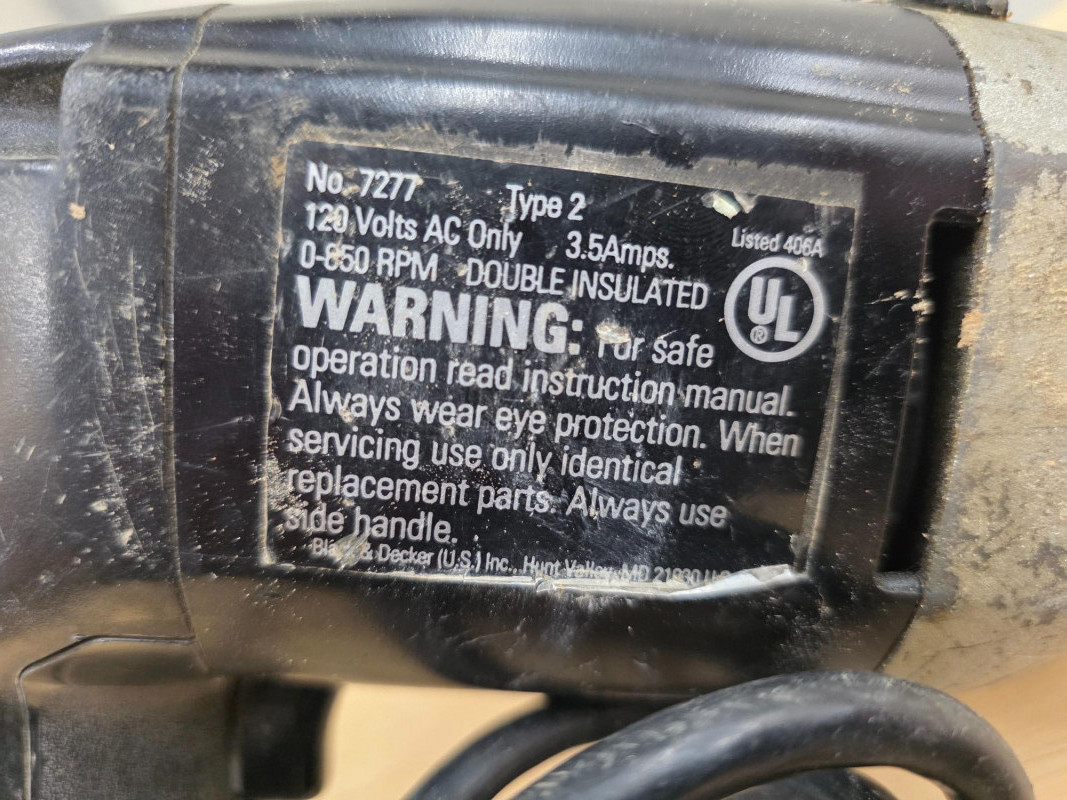 No. 7277 Type 2
120 Volts AC Only 3.5Amps.
Listed 406A
0-850 RPM DOUBLE INSULATED
UL ®
WARNING: For safe
operation read instruction manual.
Always wear eye protection. When
servicing use only identical
replacement parts. Always use
side handle.
Black & Decker (U.S.) Inc., Hunt Valley, MD